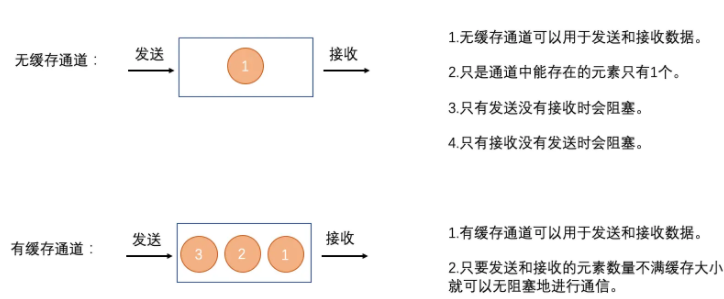 无缓存通道：
发送
1
接收
1.无缓存通道可以用于发送和接收数据。
2.只是通道中能存在的元素只有1个。
3.只有发送没有接收时会阻塞。
4.只有接收没有发送时会阻塞。
有缓存通道：
发送
3 2 1
接收
1.有缓存通道可以用于发送和接收数据。
2.只要发送和接收的元素数量不满缓存大小
就可以无阻塞地进行通信。